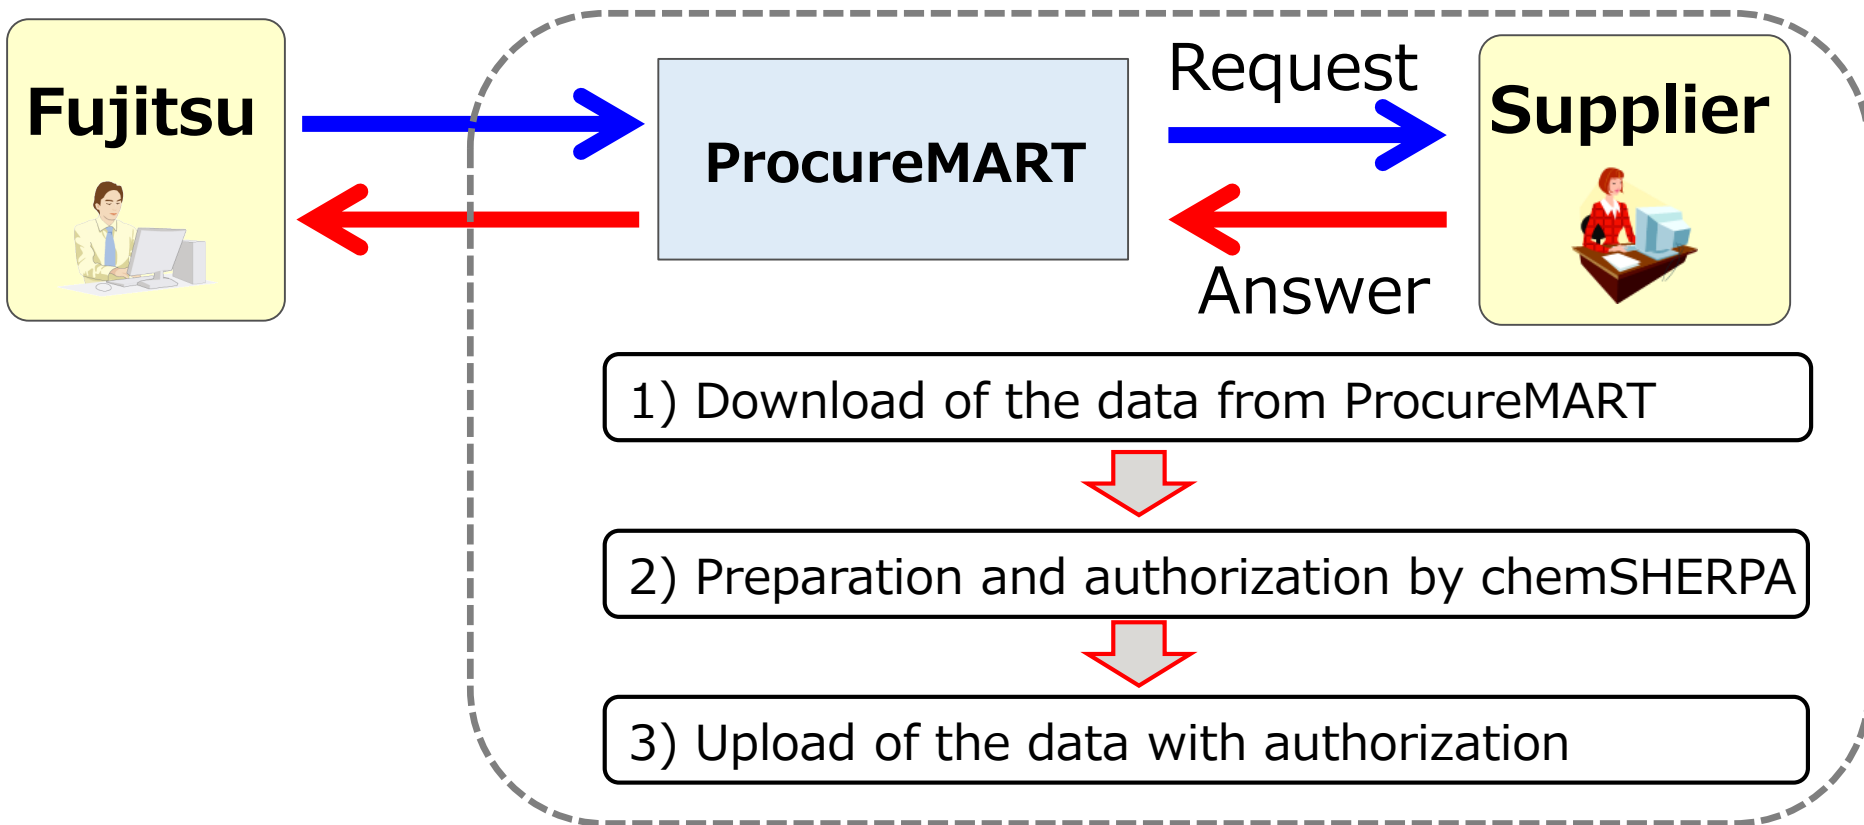 Fujitsu
ProcureMART
Request
Supplier
Answer
1) Download of the data from ProcureMART
2) Preparation and authorization by chemSHERPA
3) Upload of the data with authorization